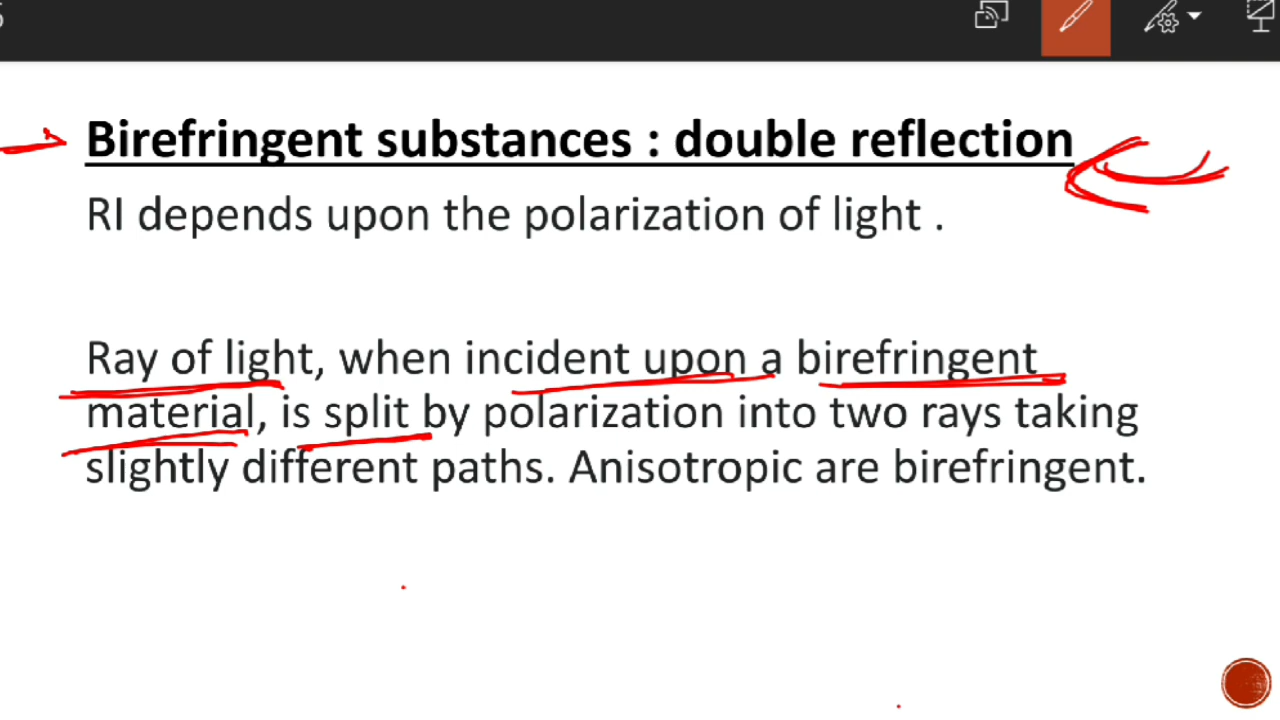 Birefringent substances : double reflection
RI depends upon the polarization of light .
Ray of light, when incident upon a birefringent
material, is split by polarization into two rays taking
slightly different paths. Anisotropic are birefringent.